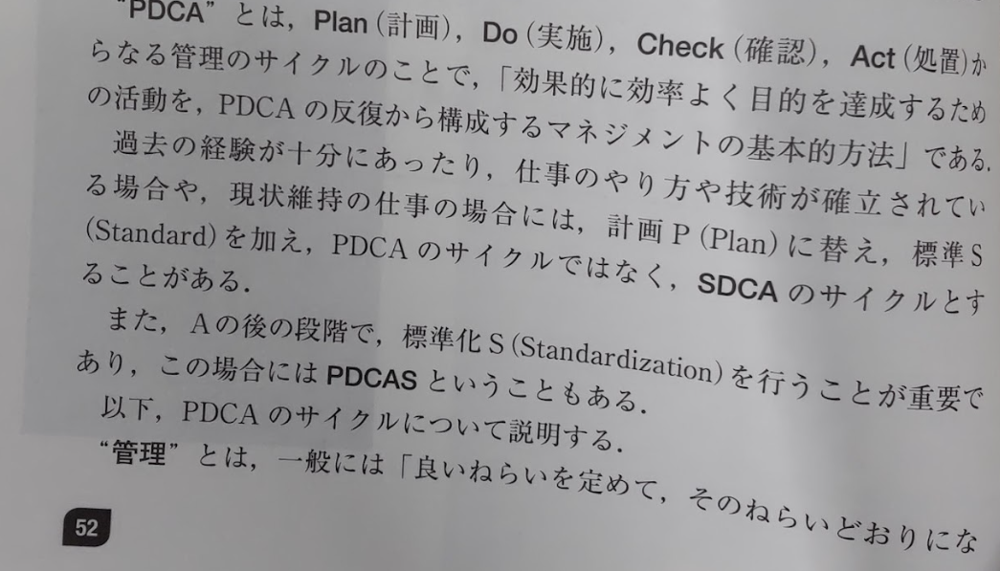 “PDCA” とは，Plan (計画)，Do (実施)，Check (確認)，Act (処置)か
らなる管理のサイクルのことで，「効果的に効率よく目的を達成するため
の活動を，PDCA の反復から構成するマネジメントの基本的方法」である．
過去の経験が十分にあったり，仕事のやり方や技術が確立されてい
る場合や，現状維持の仕事の場合には，計画 P (Plan) に替え，標準 S
(Standard) を加え，PDCA のサイクルではなく，SDCA のサイクルとす
ることがある．
また，A の後の段階で，標準化 S (Standardization) を行うことが重要で
あり，この場合には PDCAS ということもある．
以下，PDCA のサイクルについて説明する．
“管理” とは，一般には「良いねらいを定めて，そのねらいどおりにな
52